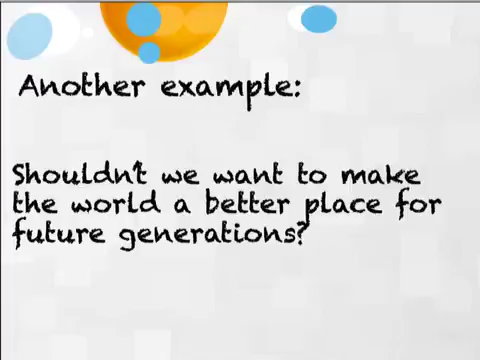 Another example:
Shouldn't we want to make
the world a better place for
future generations?